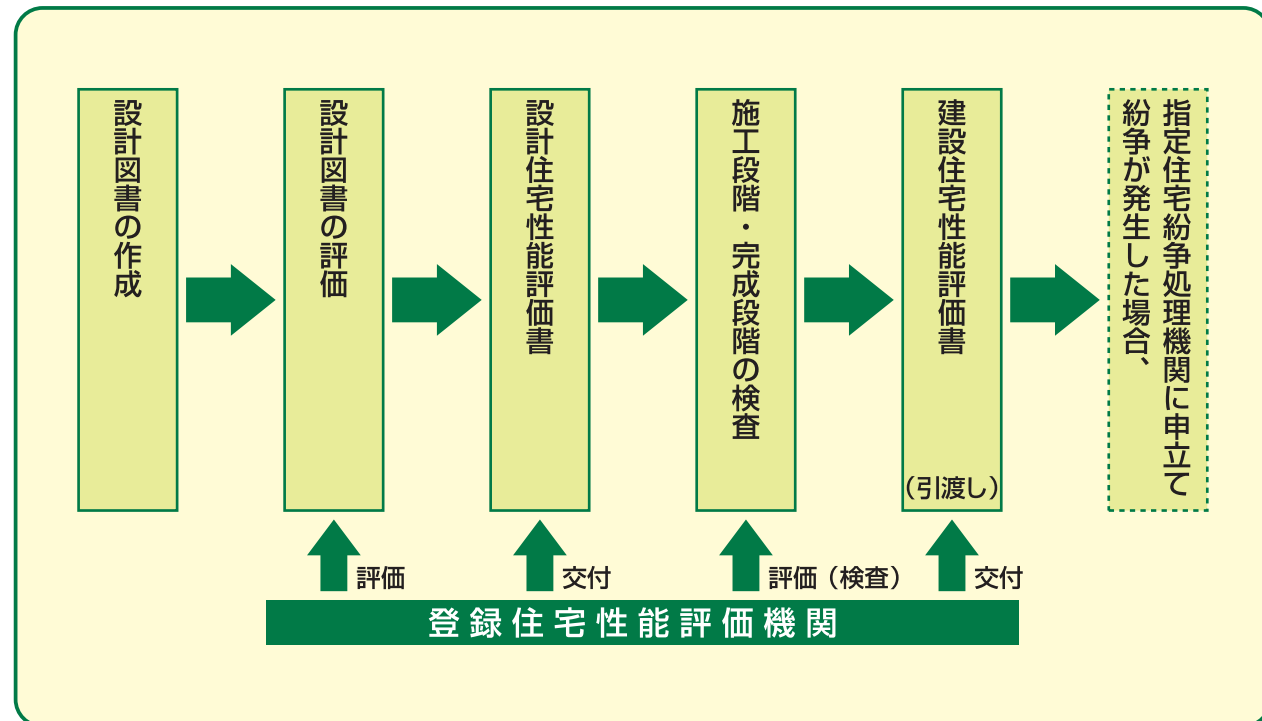 設計図書の作成
設計図書の評価
設計住宅性能評価書
施工段階・完成段階の検査
建設住宅性能評価書
（引渡し）
紛争が発生した場合、
指定住宅紛争処理機関に申立て
評価
交付
評価（検査）
交付
登録住宅性能評価機関